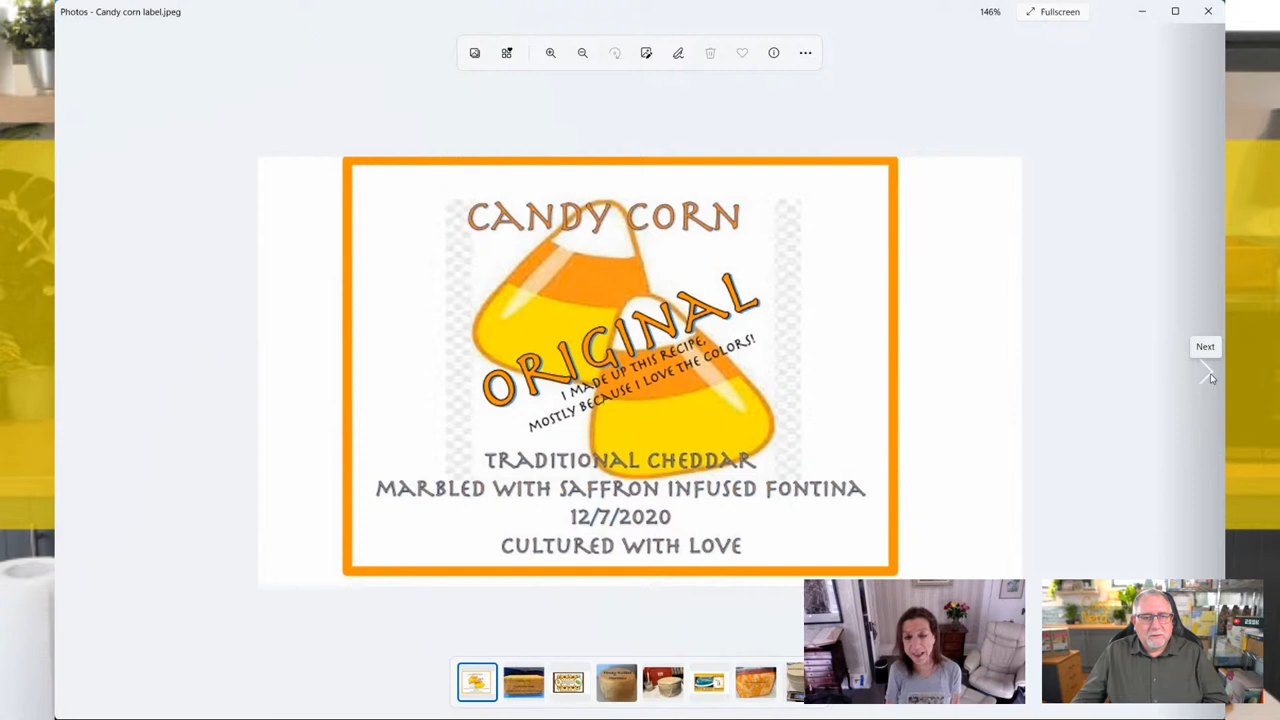 Photos - Candy corn label.jpeg
146%
Fullscreen
CANDY CORN
ORIGINAL
I MADE UP THIS RECIPE,
MOSTLY BECAUSE I LOVE THE COLORS!
TRADITIONAL CHEDDAR
MARBLED WITH SAFFRON INFUSED FONTINA
12/7/2020
CULTURED WITH LOVE
Next